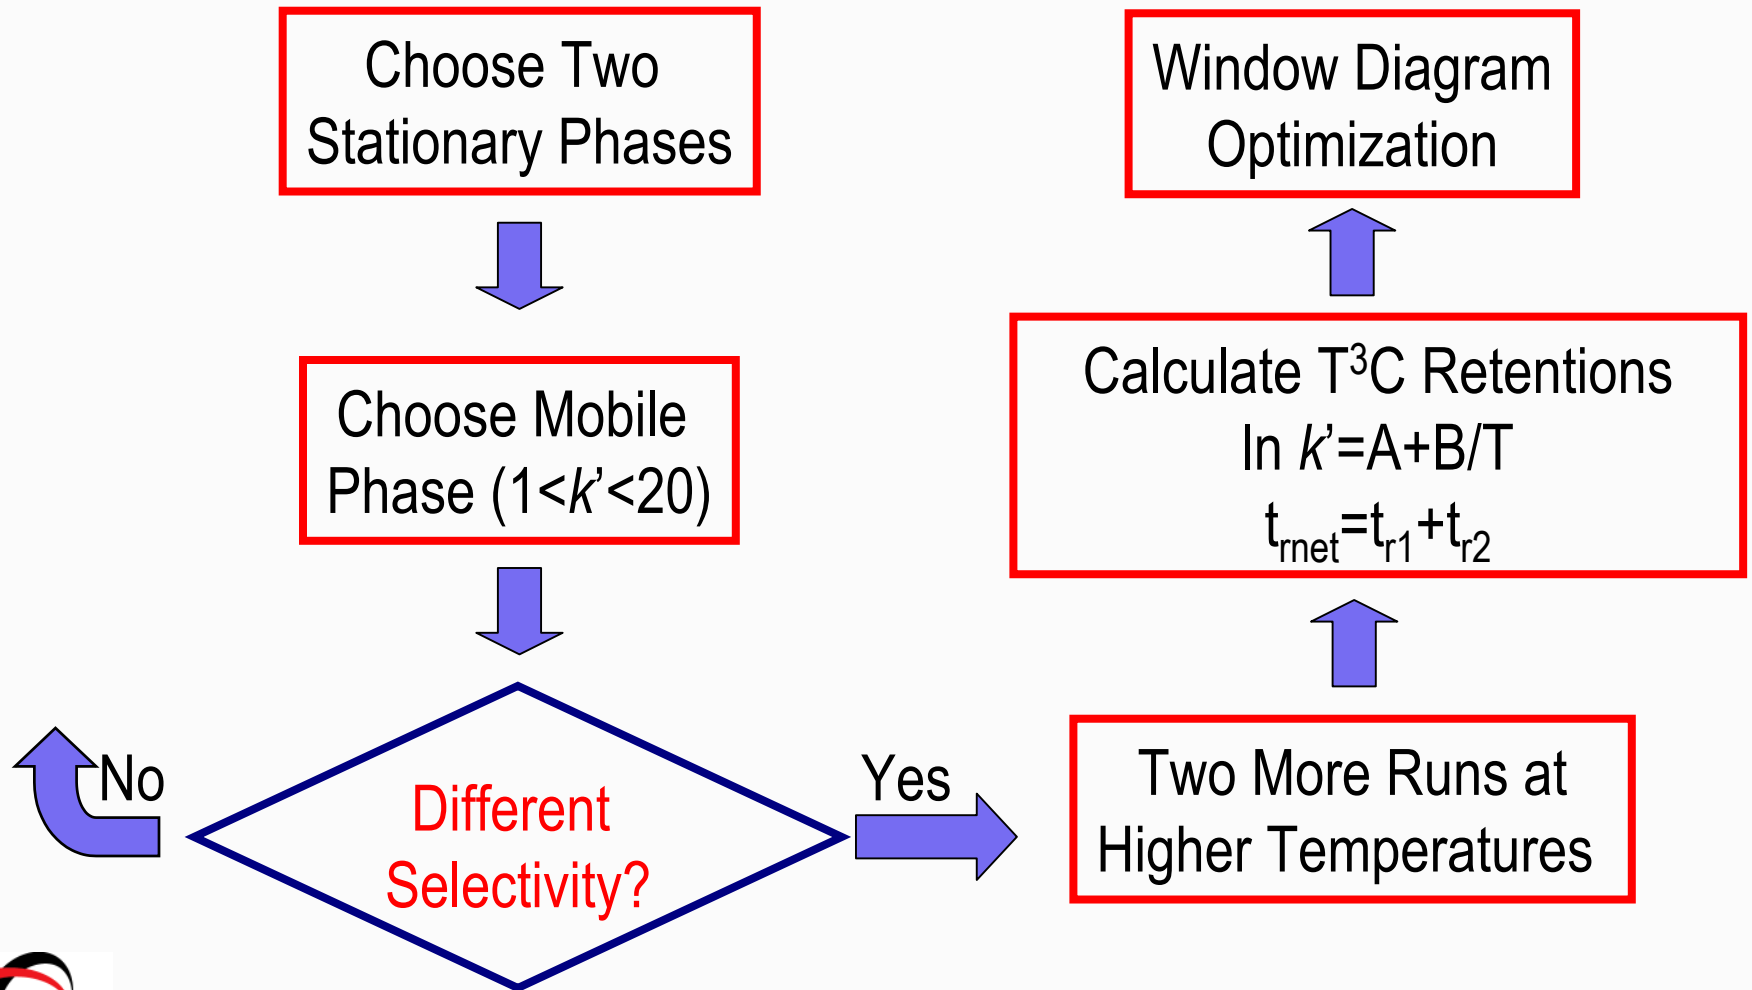 Choose Two
Stationary Phases
Choose Mobile
Phase (1<k’<20)
Different
Selectivity?
No
Yes
Two More Runs at
Higher Temperatures
Calculate T³C Retentions
ln k’=A+B/T
tᵣₙₑₜ=tᵣ₁+tᵣ₂
Window Diagram
Optimization